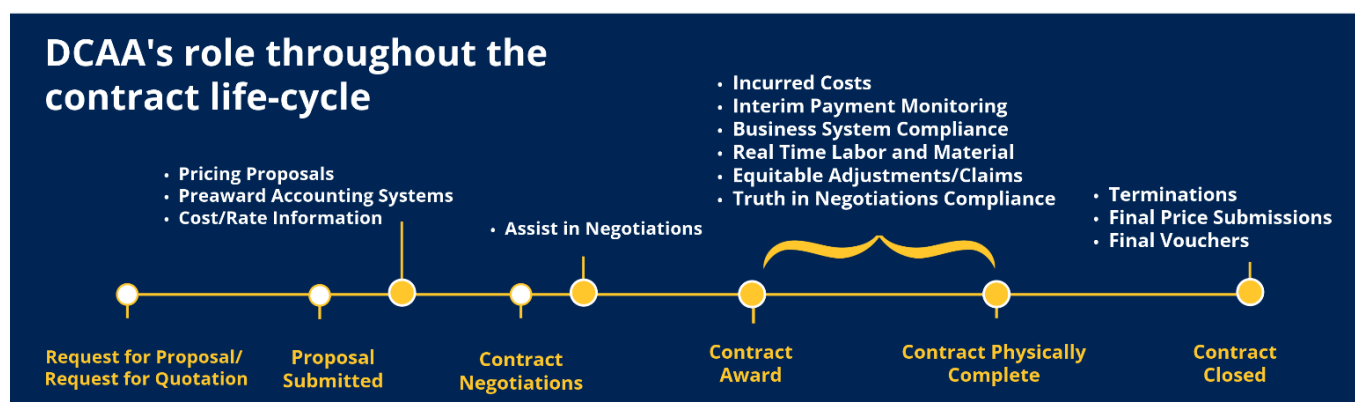 DCAA's role throughout the
contract life-cycle
• Pricing Proposals
• Preaward Accounting Systems
• Cost/Rate Information
• Assist in Negotiations
• Incurred Costs
• Interim Payment Monitoring
• Business System Compliance
• Real Time Labor and Material
• Equitable Adjustments/Claims
• Truth in Negotiations Compliance
• Terminations
• Final Price Submissions
• Final Vouchers
Request for Proposal/
Request for Quotation
Proposal
Submitted
Contract
Negotiations
Contract
Award
Contract Physically
Complete
Contract
Closed